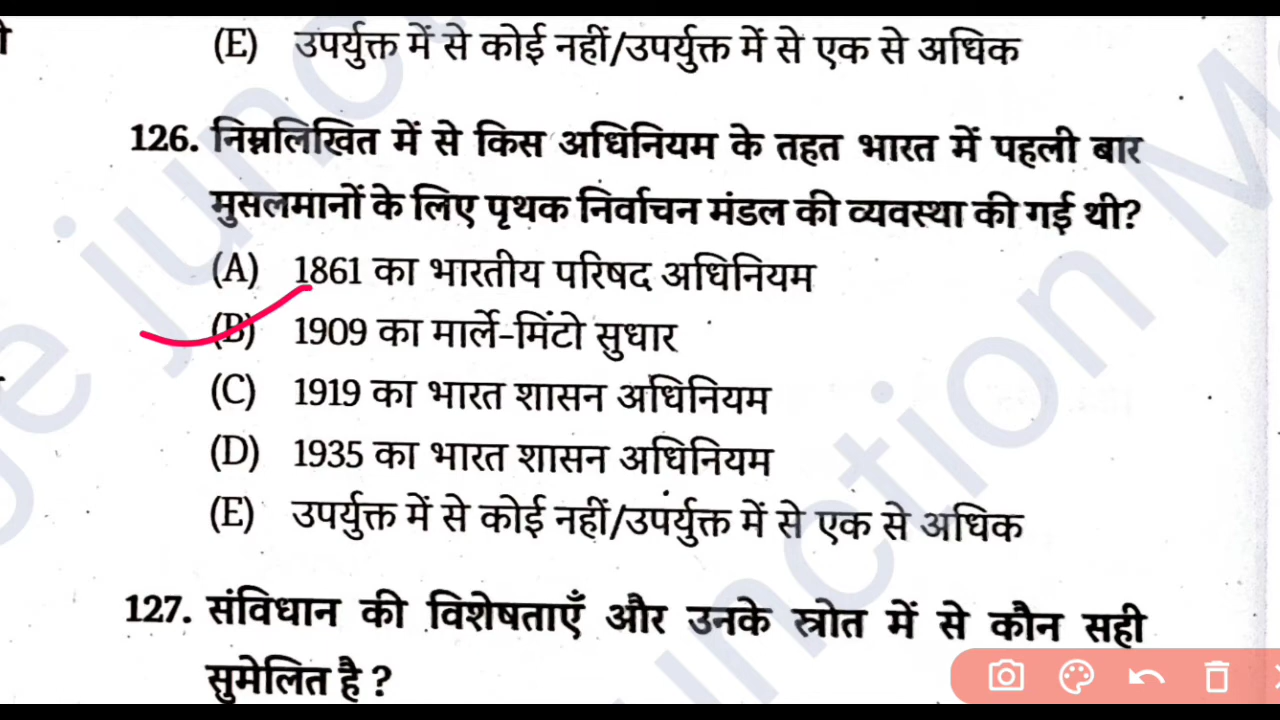 (E) उपर्युक्त में से कोई नहीं/उपर्युक्त में से एक से अधिक
126. निम्नलिखित में से किस अधिनियम के तहत भारत में पहली बार
मुसलमानों के लिए पृथक निर्वाचन मंडल की व्यवस्था की गई थी?
(A) 1861 का भारतीय परिषद अधिनियम
(B) 1909 का मार्ले-मिंटो सुधार
(C) 1919 का भारत शासन अधिनियम
(D) 1935 का भारत शासन अधिनियम
(E) उपर्युक्त में से कोई नहीं/उपर्युक्त में से एक से अधिक
127. संविधान की विशेषताएँ और उनके स्रोत में से कौन सही
सुमेलित है ?